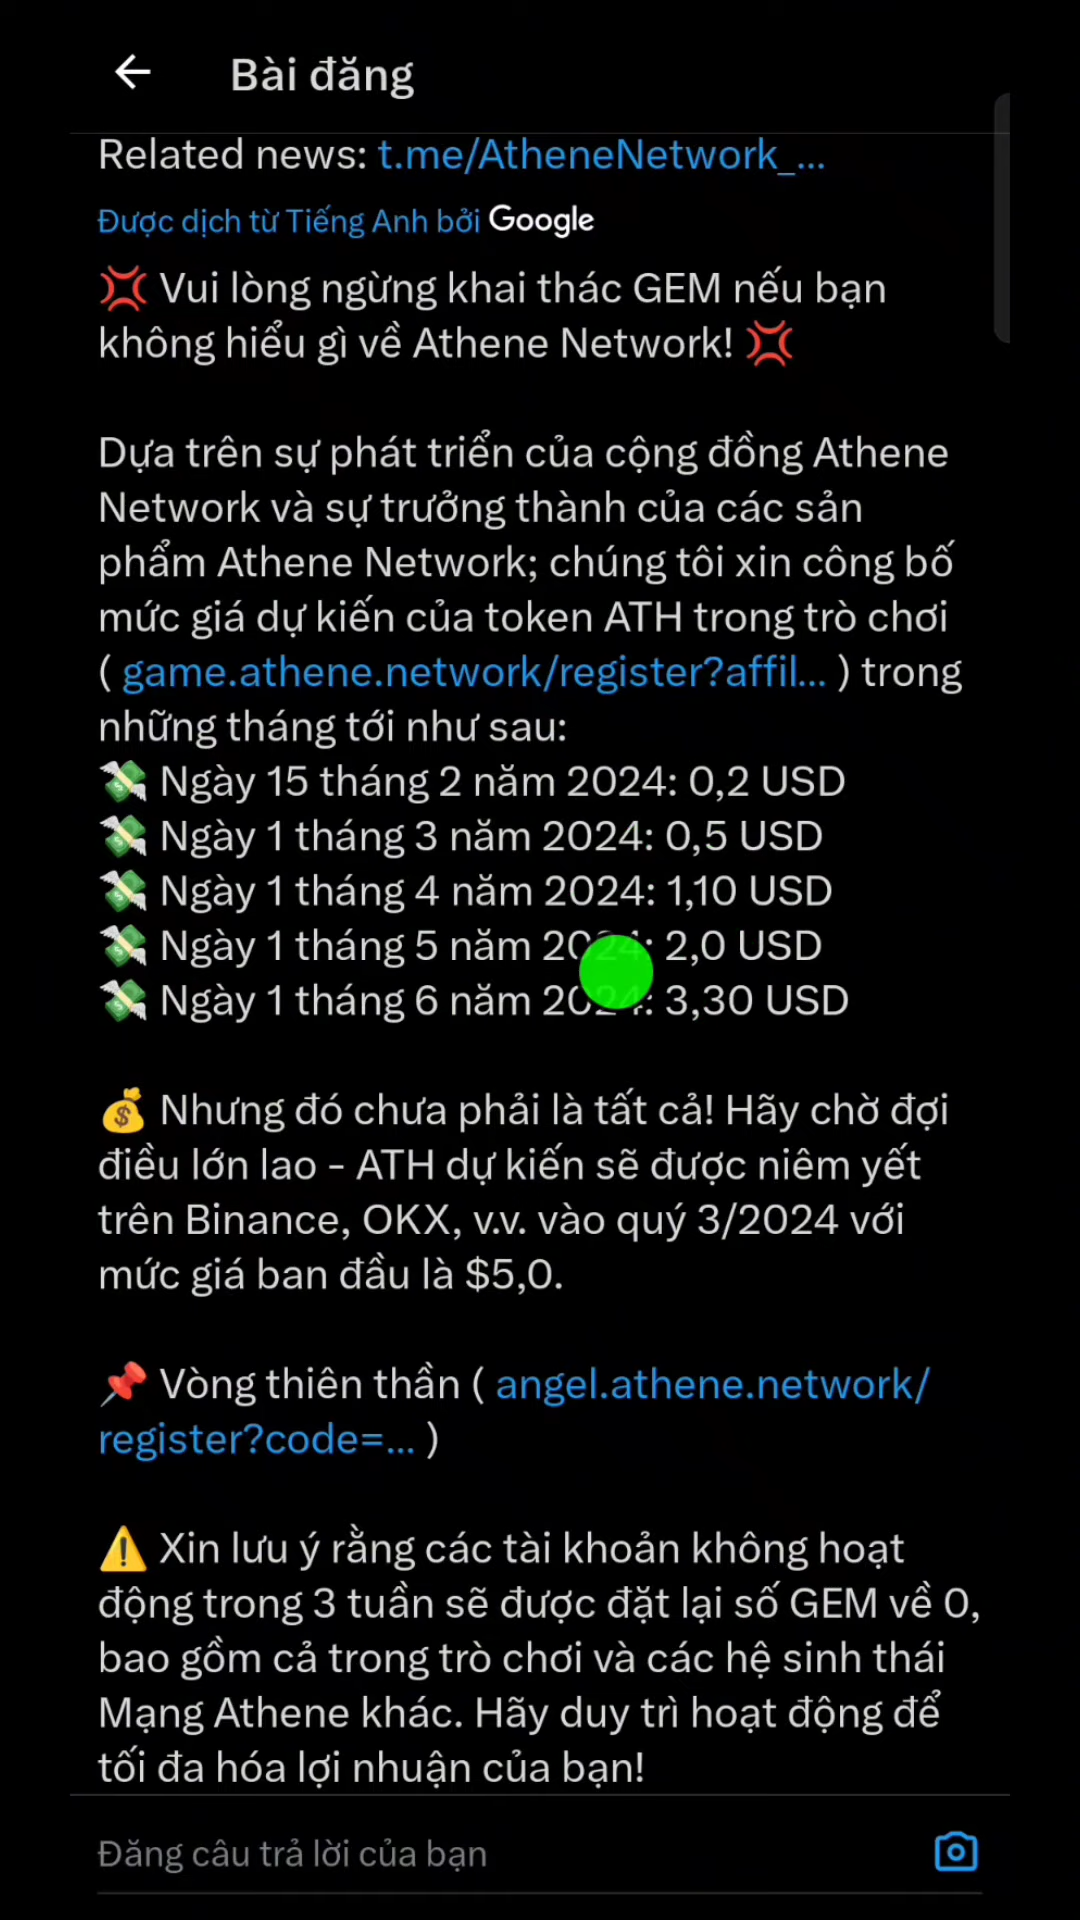 Bài đăng
Related news: t.me/AtheneNetwork_...
Được dịch từ Tiếng Anh bởi Google
💢 Vui lòng ngừng khai thác GEM nếu bạn
không hiểu gì về Athene Network! 💢
Dựa trên sự phát triển của cộng đồng Athene
Network và sự trưởng thành của các sản
phẩm Athene Network; chúng tôi xin công bố
mức giá dự kiến của token ATH trong trò chơi
( game.athene.network/register?affil... ) trong
những tháng tới như sau:
💸 Ngày 15 tháng 2 năm 2024: 0,2 USD
💸 Ngày 1 tháng 3 năm 2024: 0,5 USD
💸 Ngày 1 tháng 4 năm 2024: 1,10 USD
💸 Ngày 1 tháng 5 năm 2024: 2,0 USD
💸 Ngày 1 tháng 6 năm 2024: 3,30 USD
💰 Nhưng đó chưa phải là tất cả! Hãy chờ đợi
điều lớn lao - ATH dự kiến sẽ được niêm yết
trên Binance, OKX, v.v. vào quý 3/2024 với
mức giá ban đầu là $5,0.
📌 Vòng thiên thần ( angel.athene.network/
register?code=... )
⚠️ Xin lưu ý rằng các tài khoản không hoạt
động trong 3 tuần sẽ được đặt lại số GEM về 0,
bao gồm cả trong trò chơi và các hệ sinh thái
Mạng Athene khác. Hãy duy trì hoạt động để
tối đa hóa lợi nhuận của bạn!
Đăng câu trả lời của bạn